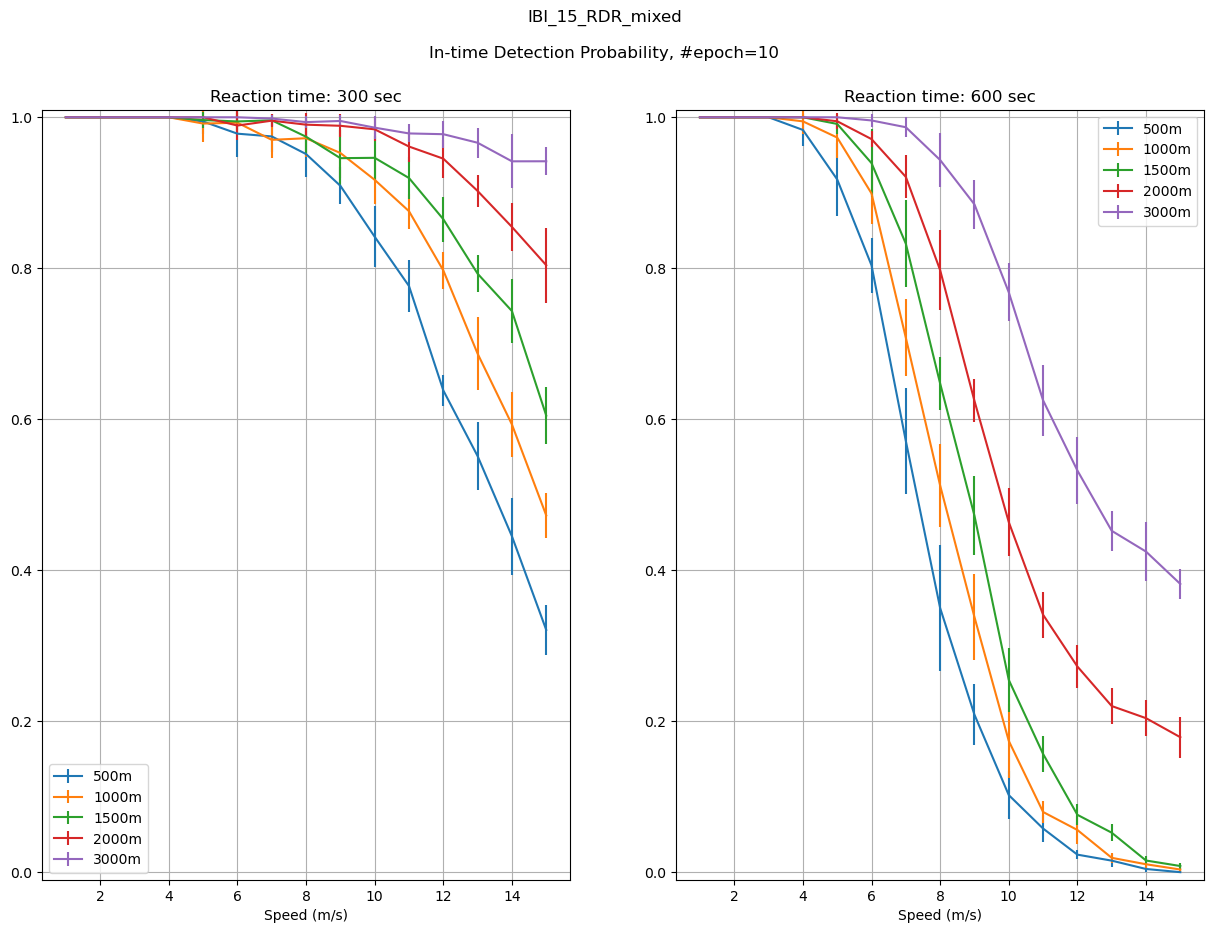 IBI_15_RDR_mixed
In-time Detection Probability, #epoch=10
Reaction time: 300 sec
1.0
0.8
0.6
0.4
0.2
0.0
2 4 6 8 10 12 14
Speed (m/s)
500m
1000m
1500m
2000m
3000m
Reaction time: 600 sec
1.0
0.8
0.6
0.4
0.2
0.0
2 4 6 8 10 12 14
Speed (m/s)
500m
1000m
1500m
2000m
3000m